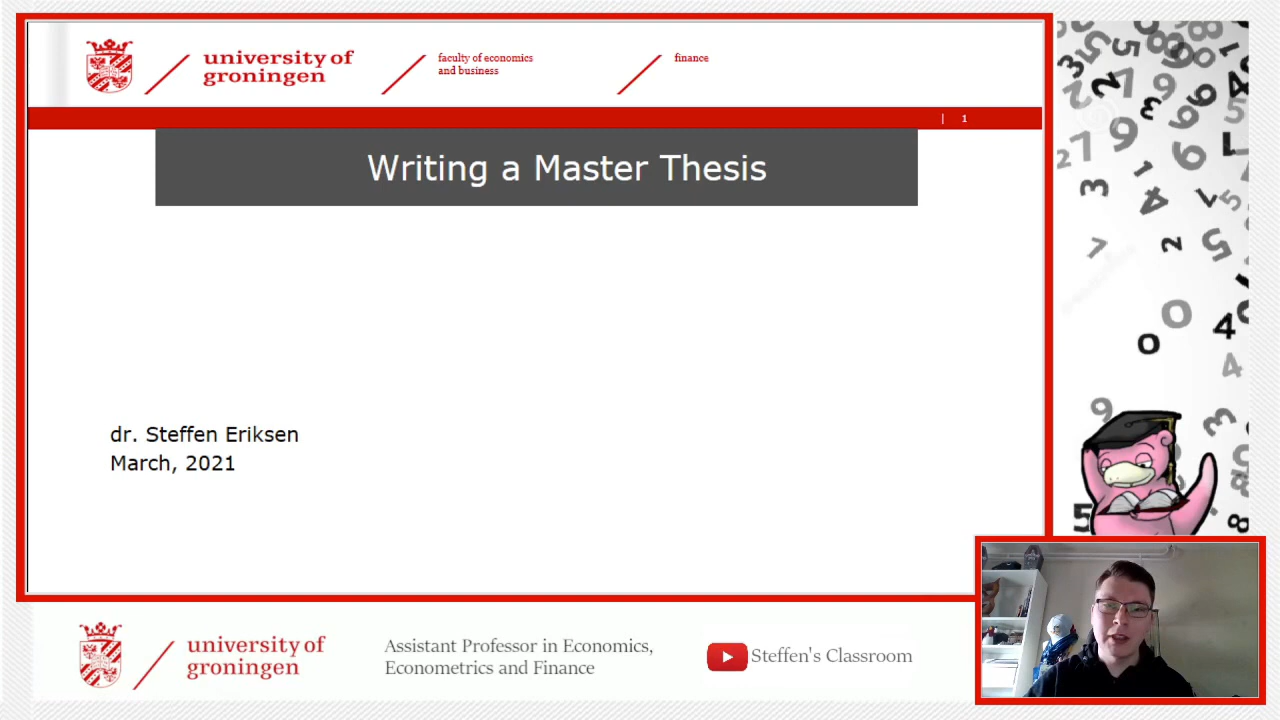 university of
groningen
faculty of economics
and business
finance
| 1
Writing a Master Thesis
dr. Steffen Eriksen
March, 2021
university of
groningen
Assistant Professor in Economics,
Econometrics and Finance
Steffen's Classroom